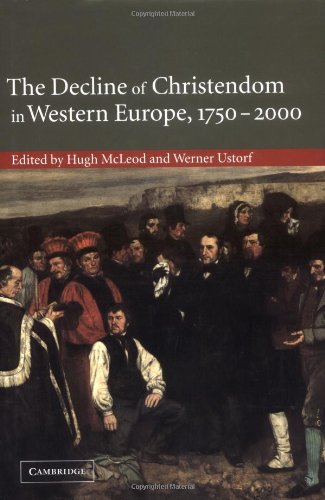 The Decline of Christendom
in Western Europe, 1750–2000
Edited by Hugh McLeod and Werner Ustorf
CAMBRIDGE